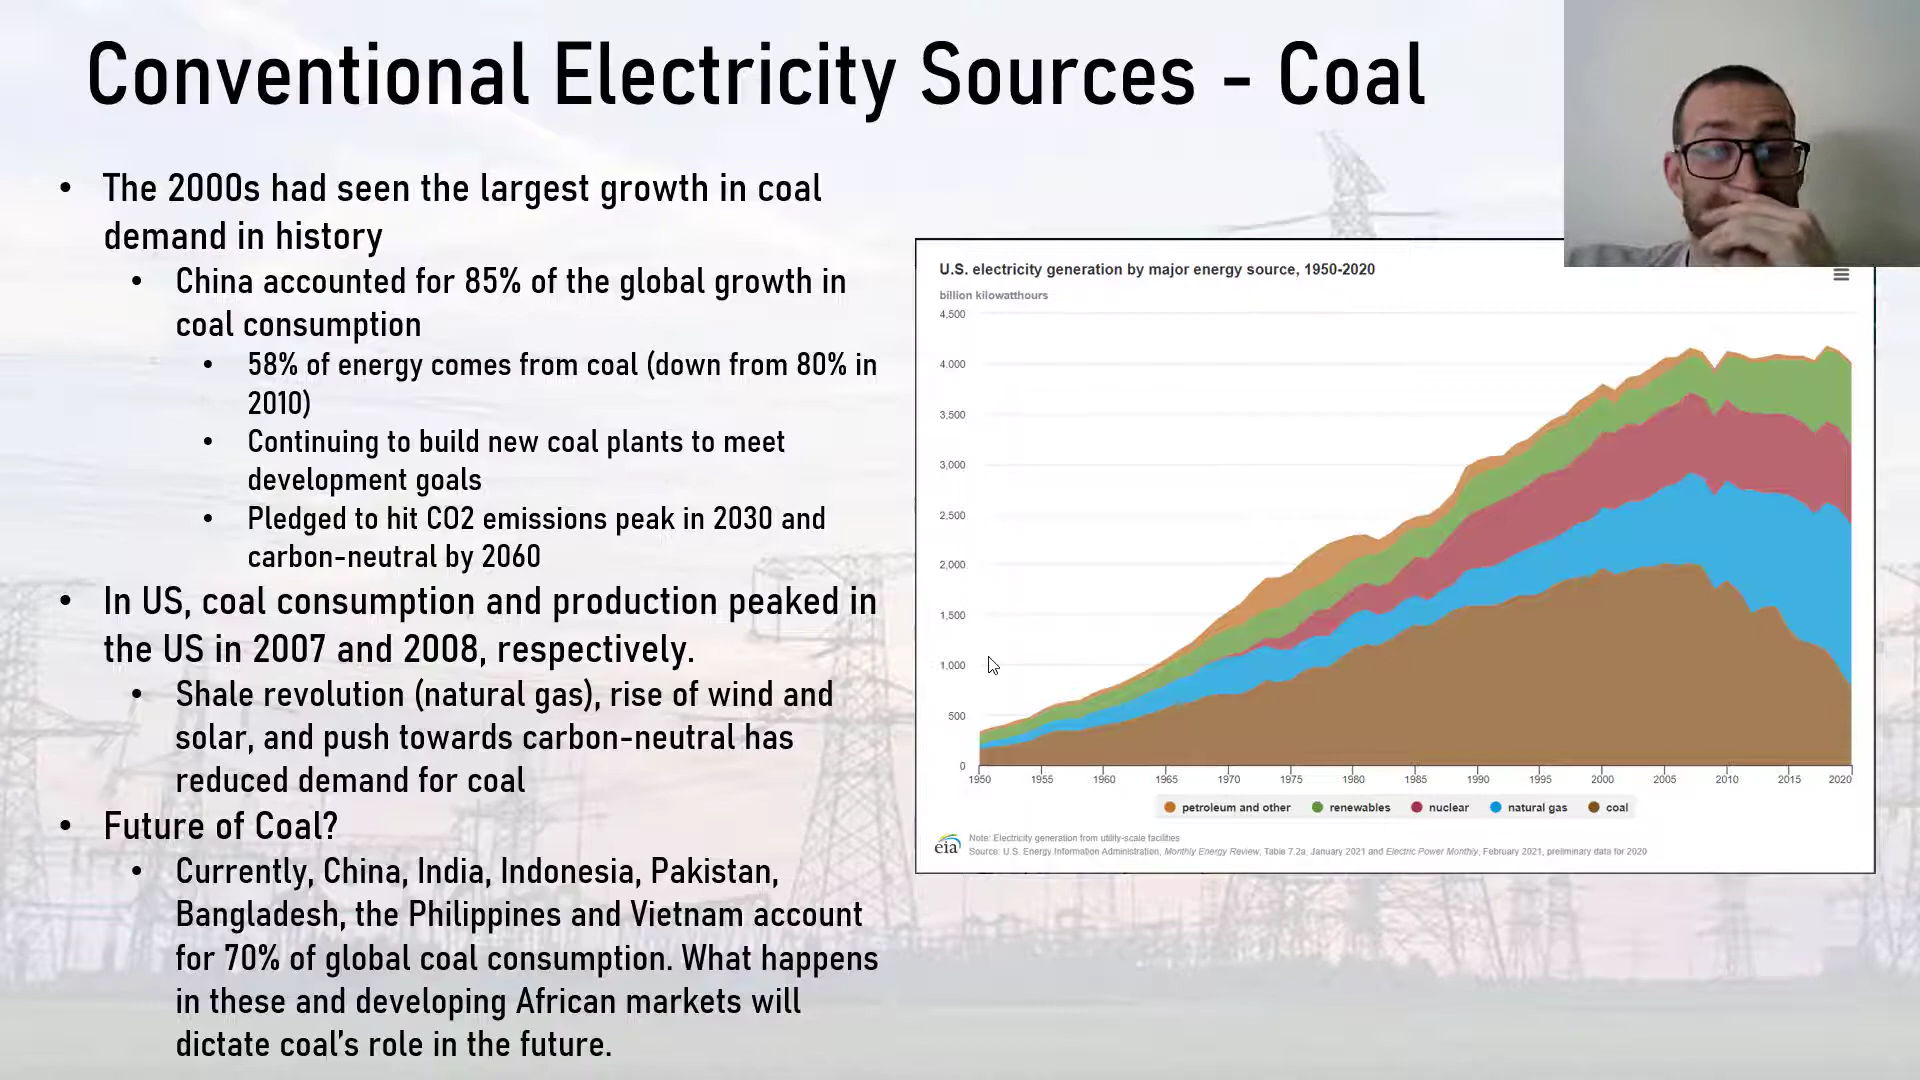 Conventional Electricity Sources - Coal
• The 2000s had seen the largest growth in coal
demand in history
• China accounted for 85% of the global growth in
coal consumption
• 58% of energy comes from coal (down from 80% in
2010)
• Continuing to build new coal plants to meet
development goals
• Pledged to hit CO2 emissions peak in 2030 and
carbon-neutral by 2060
• In US, coal consumption and production peaked in
the US in 2007 and 2008, respectively.
• Shale revolution (natural gas), rise of wind and
solar, and push towards carbon-neutral has
reduced demand for coal
• Future of Coal?
• Currently, China, India, Indonesia, Pakistan,
Bangladesh, the Philippines and Vietnam account
for 70% of global coal consumption. What happens
in these and developing African markets will
dictate coal's role in the future.
U.S. electricity generation by major energy source, 1950-2020
billion kilowatthours
4,500
4,000
3,500
3,000
2,500
2,000
1,500
1,000
500
0
1950 1955 1960 1965 1970 1975 1980 1985 1990 1995 2000 2005 2010 2015 2020
petroleum and other renewables nuclear natural gas coal
eia
Note: Electricity generation from utility-scale facilities
Source: U.S. Energy Information Administration, Monthly Energy Review, Table 7.2a, January 2021 and Electric Power Monthly, February 2021, preliminary data for 2020